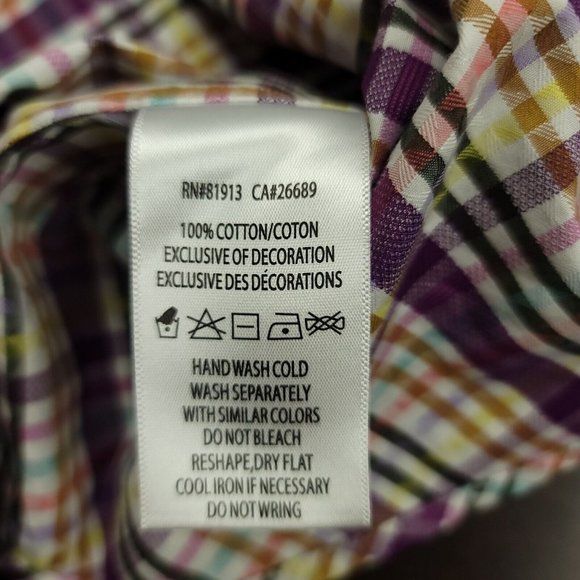 RN#81913 CA#26689
100% COTTON/COTON
EXCLUSIVE OF DECORATION
EXCLUSIVE DES DÉCORATIONS
HAND WASH COLD
WASH SEPARATELY
WITH SIMILAR COLORS
DO NOT BLEACH
RESHAPE,DRY FLAT
COOL IRON IF NECESSARY
DO NOT WRING